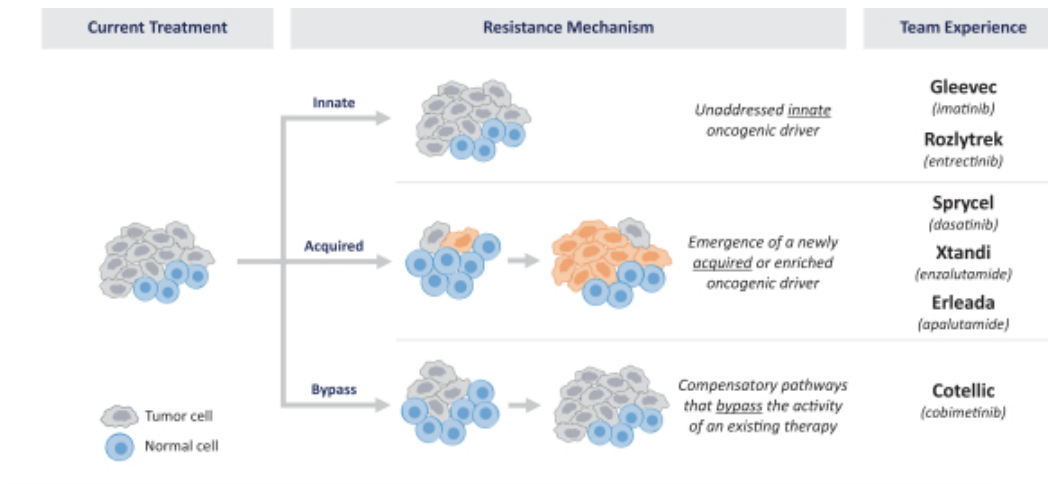 Current Treatment
Resistance Mechanism
Team Experience
Innate
Unaddressed innate
oncogenic driver
Gleevec
(imatinib)
Rozlytrek
(entrectinib)
Acquired
Emergence of a newly
acquired or enriched
oncogenic driver
Sprycel
(dasatinib)
Xtandi
(enzalutamide)
Erleada
(apalutamide)
Bypass
Compensatory pathways
that bypass the activity
of an existing therapy
Cotellic
(cobimetinib)
Tumor cell
Normal cell